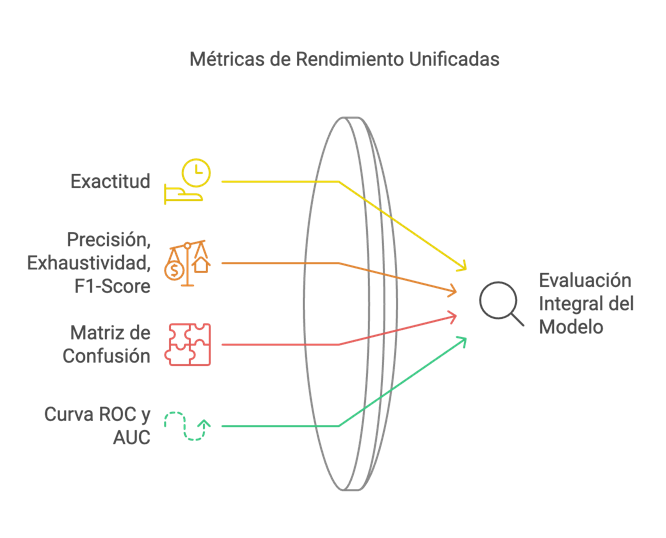 Métricas de Rendimiento Unificadas
Exactitud
Precisión,
Exhaustividad,
F1-Score
Matriz de
Confusión
Curva ROC y
AUC
Evaluación
Integral del
Modelo
$